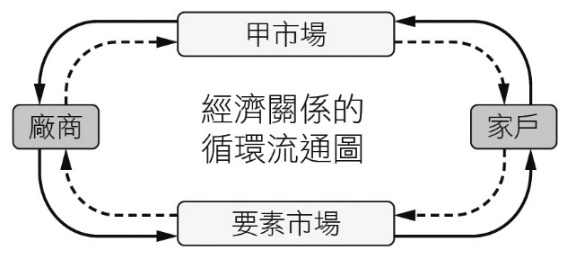 甲市場
經濟關係的
循環流通圖
廠商
家戶
要素市場